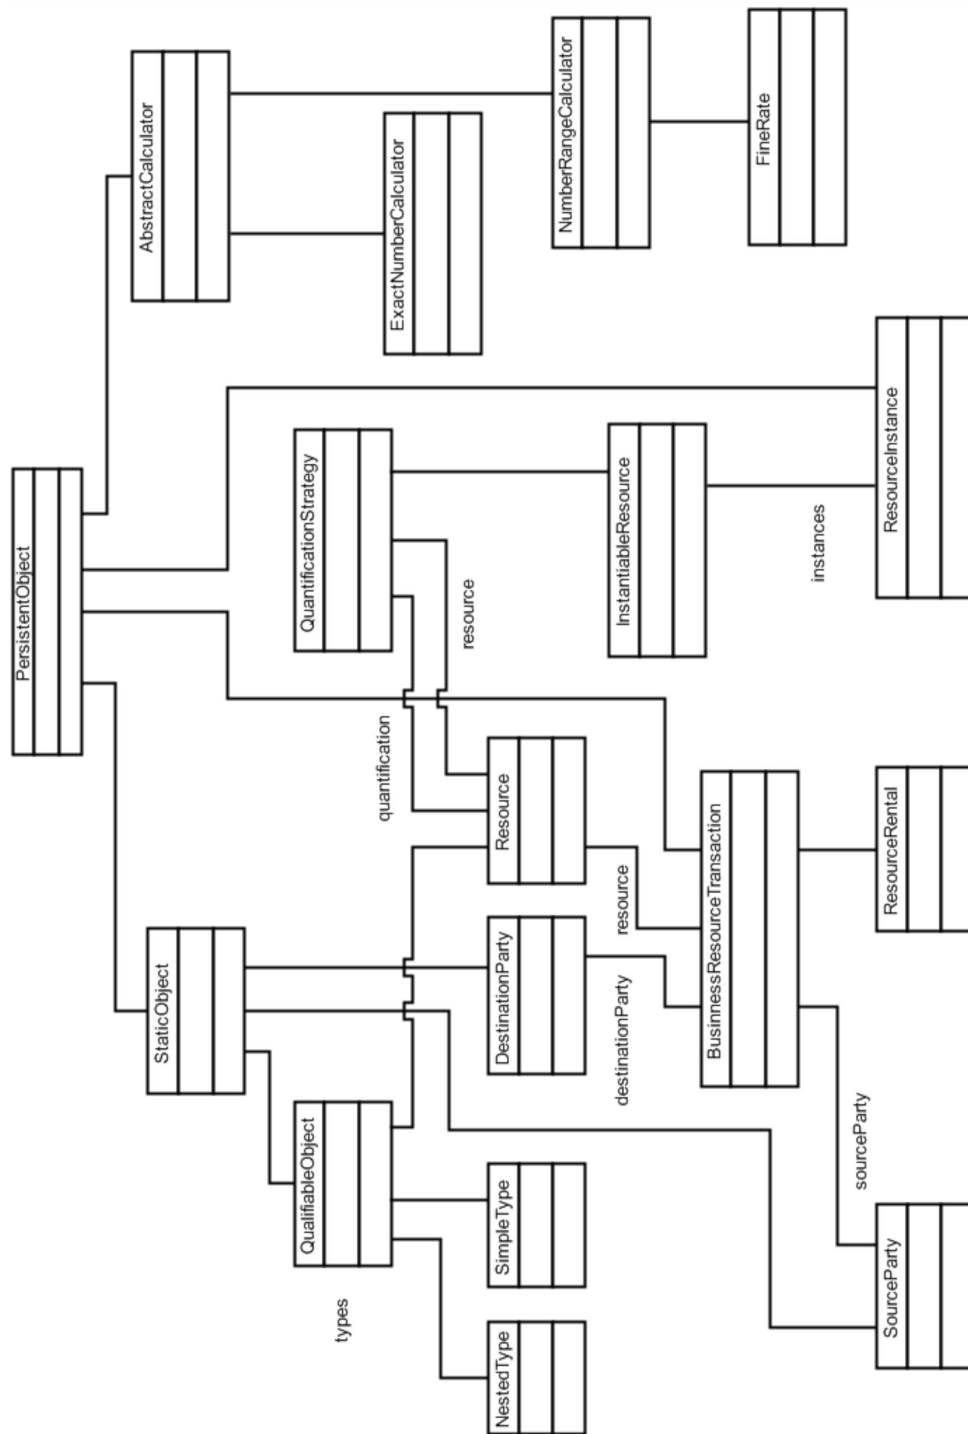 PersistentObject
StaticObject
AbstractCalculator
QualifiableObject
QuantificationStrategy
ExactNumberCalculator
types
quantification
resource
NestedType
SimpleType
DestinationParty
Resource
NumberRangeCalculator
InstantiableResource
destinationParty
resource
BusinnessResourceTransaction
FineRate
instances
sourceParty
SourceParty
ResourceRental
ResourceInstance